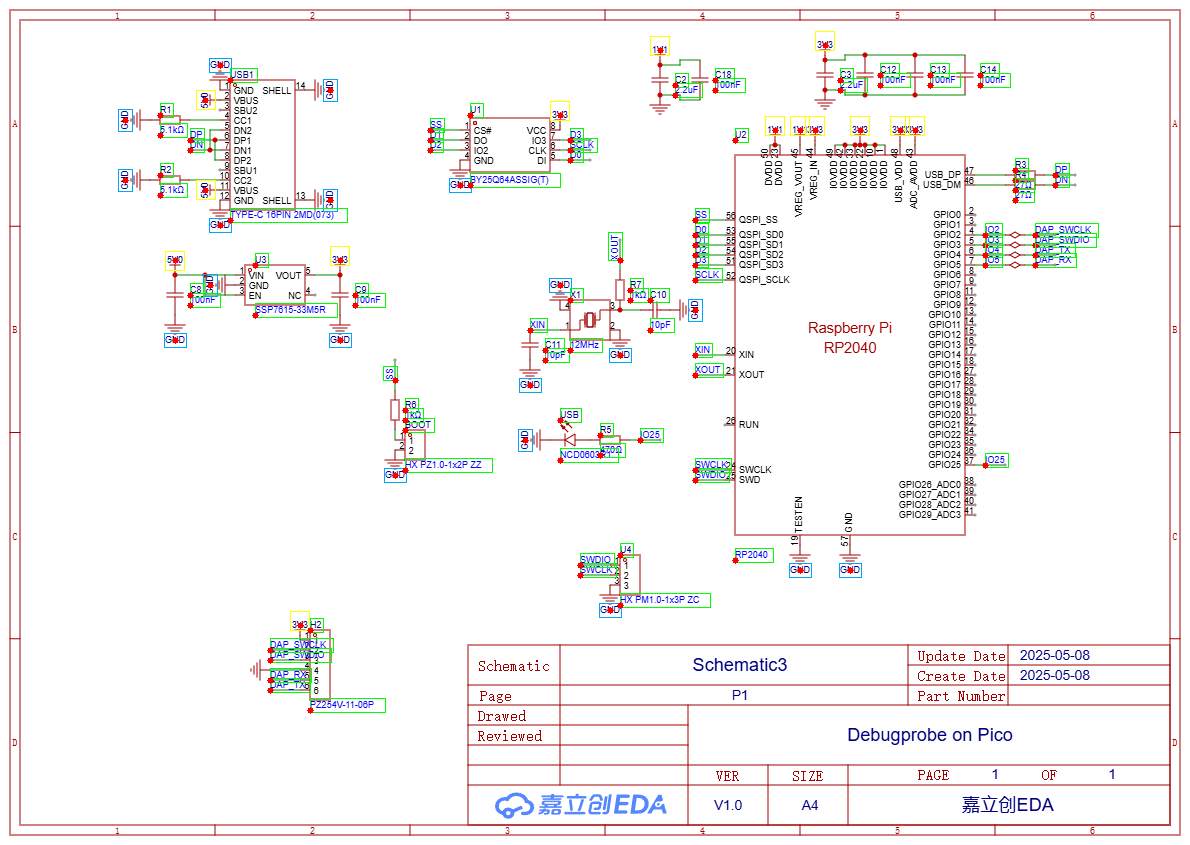 1 2 3 4 5 6
A
B
C
D
GND
USB1
GND
VBUS
SBU2
CC1
DN2
DP1
DN1
DP2
SBU1
CC2
VBUS
GND
SHELL 14
SHELL 13
TYPE-C 16PIN 2MD(073)
GND
R1
5.1kΩ
DP
DN
R2
5.1kΩ
5V0
U1
SS
D1
D2
CS#
DO
IO2
GND
VCC
IO3
CLK
DI
3V3
D3
SCLK
D0
GND
BY25Q64ASSIG(T)
1V1
C2
2.2uF
C18
100nF
3V3
C3
2.2uF
C12
100nF
C13
100nF
C14
100nF
5V0
C8
100nF
GND
U3
VIN
GND
EN
VOUT
NC
SSP7615-33M5R
3V3
C9
100nF
GND
XOUT
R7
1kΩ
C10
10pF
GND
X1
12MHz
XIN
C11
10pF
GND
GND
SS
R6
1kΩ
BOOT
1
2
HX PZ1.0-1x2P ZZ
GND
USB
GND
R5
IO25
U2
1V1
3V3
DVDD 50
DVDD 23
VREG_VOUT 45
VREG_IN 44
IOVDD 49
IOVDD 42
IOVDD 33
IOVDD 22
IOVDD 10
IOVDD 1
USB_VDD 48
ADC_AVDD 43
SS 56 QSPI_SS
D0 53 QSPI_SD0
D1 55 QSPI_SD1
D2 54 QSPI_SD2
D3 51 QSPI_SD3
SCLK 52 QSPI_SCLK
XIN 20 XIN
XOUT 21 XOUT
26 RUN
SWCLK 24 SWCLK
SWDIO 25 SWD
Raspberry Pi
RP2040
USB_DP 47
USB_DM 46
R3
R4
27Ω
DP
DN
GPIO0 2
GPIO1 3
GPIO2 4 IO2 DAP_SWCLK
GPIO3 5 IO3 DAP_SWDIO
GPIO4 6 IO4 DAP_TX
GPIO5 7 IO5 DAP_RX
GPIO6 8
GPIO7 9
GPIO8 11
GPIO9 12
GPIO10 13
GPIO11 14
GPIO12 15
GPIO13 16
GPIO14 17
GPIO15 18
GPIO16 27
GPIO17 28
GPIO18 29
GPIO19 30
GPIO20 31
GPIO21 32
GPIO22 34
GPIO23 35
GPIO24 36
GPIO25 37 IO25
GPIO26_ADC0 38
GPIO27_ADC1 39
GPIO28_ADC2 40
GPIO29_ADC3 41
19 TESTEN
57 GND
RP2040
GND
GND
U4
SWDIO
SWCLK
1
2
3
HX PM1.0-1x3P ZC
GND
3V3
H2
DAP_SWCLK
DAP_SWDIO
DAP_RX
DAP_TX
4
5
6
PZ254V-11-06P
Schematic
Schematic3
Update Date 2025-05-08
Create Date 2025-05-08
Page
P1
Part Number
Drawed
Reviewed
Debugprobe on Pico
VER SIZE PAGE 1 OF 1
嘉立创EDA
V1.0 A4 嘉立创EDA
1 2 3 4 5 6